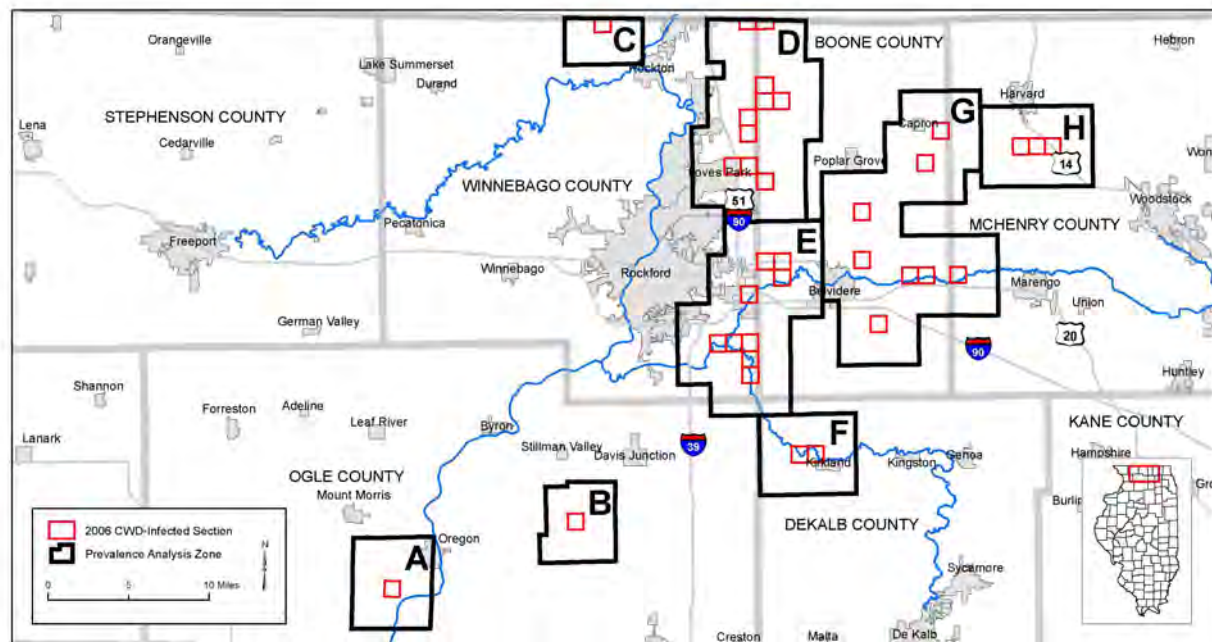 Orangeville
C
D
BOONE COUNTY
Hebron
Lake Summerset
Rockton
Durand
Harvard
STEPHENSON COUNTY
G
Lena
Capron
H
Cedarville
Poplar Grove
14
Loves Park
WINNEBAGO COUNTY
51
Woodstock
90
Pecatonica
MCHENRY COUNTY
Freeport
E
Winnebago
Rockford
Belvidere
Marengo
Union
German Valley
20
90
Huntley
Shannon
Forreston
Adeline
Leaf River
F
KANE COUNTY
Byron
Lanark
Stillman Valley
39
Davis Junction
Kirkland
Kingston
Genoa
Hampshire
OGLE COUNTY
Mount Morris
B
DEKALB COUNTY
2006 CWD-Infected Section
Prevalence Analysis Zone
N
0 5 10 Miles
A
Oregon
Sycamore
Creston
Malta
De Kalb